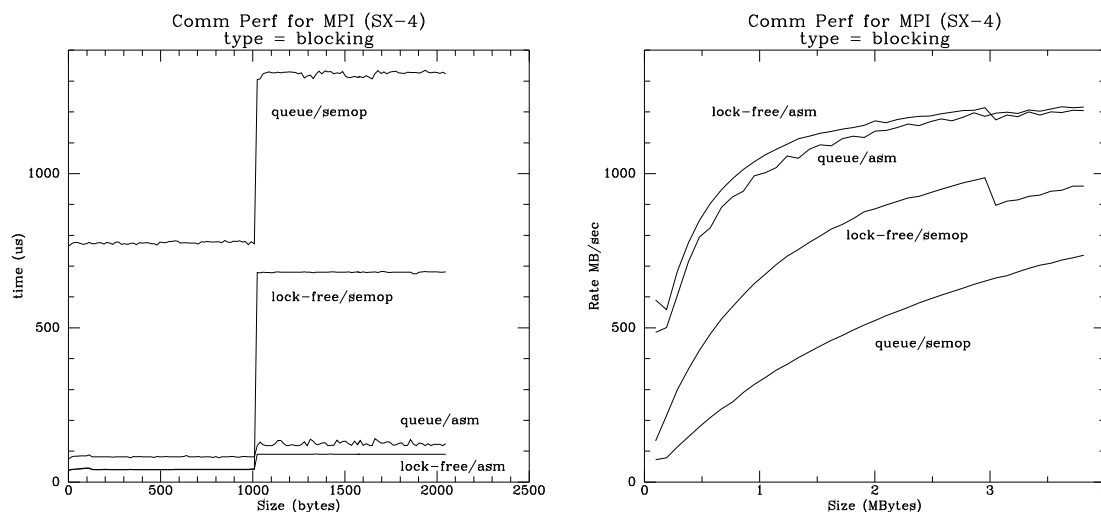 Comm Perf for MPI (SX-4)
type = blocking
time (us)
1000
500
0
queue/semop
lock-free/semop
queue/asm
lock-free/asm
0
500
1000
1500
2000
2500
Size (bytes)
Comm Perf for MPI (SX-4)
type = blocking
Rate MB/sec
1000
500
0
lock-free/asm
queue/asm
lock-free/semop
queue/semop
0
1
2
3
Size (MBytes)